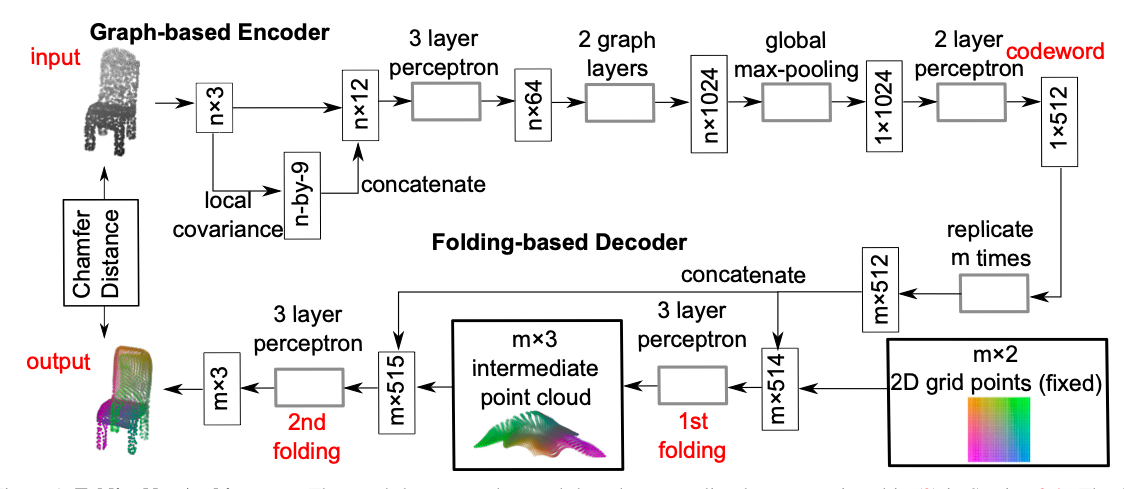 Graph-based Encoder
input
n×3
local
covariance
n-by-9
concatenate
n×12
3 layer
perceptron
n×64
2 graph
layers
n×1024
global
max-pooling
1×1024
2 layer
perceptron
codeword
1×512
replicate
m times
m×512
Folding-based Decoder
concatenate
m×2
2D grid points (fixed)
m×514
3 layer
perceptron
1st
folding
m×3
intermediate
point cloud
m×515
3 layer
perceptron
2nd
folding
m×3
output
Chamfer
Distance